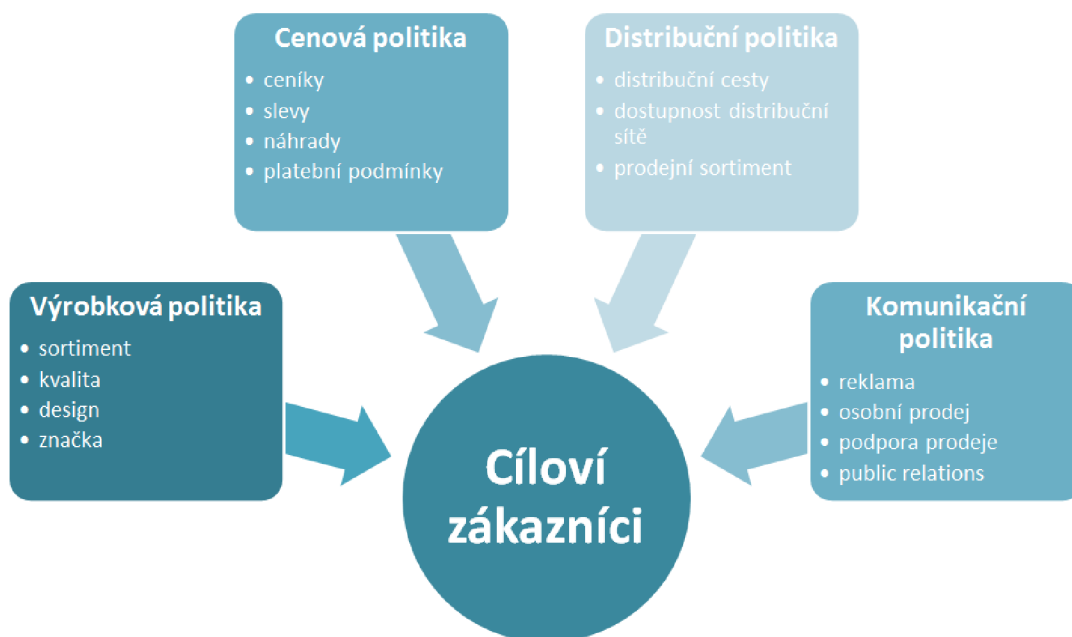 Cenová politika
• ceníky
• slevy
• náhrady
• platební podmínky
Distribuční politika
• distribuční cesty
• dostupnost distribuční
sítě
• prodejní sortiment
Výrobková politika
• sortiment
• kvalita
• design
• značka
Komunikační
politika
• reklama
• osobní prodej
• podpora prodeje
• public relations
Cíloví
zákazníci